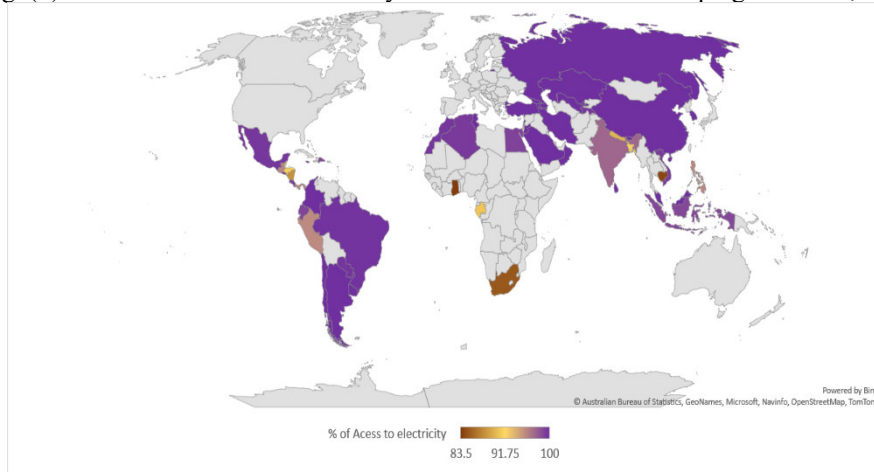 Powered by Bin
© Australian Bureau of Statistics, GeoNames, Microsoft, Navinfo, OpenStreetMap, TomTom
% of Acess to electricity
83.5 91.75 100